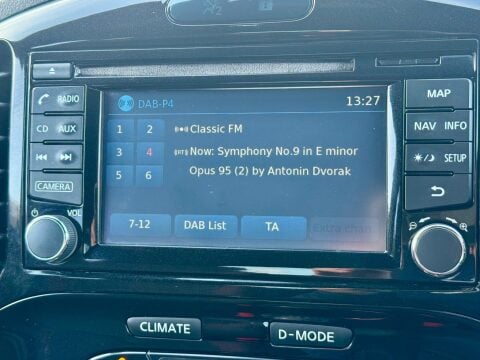 RADIO
CD AUX
CAMERA
VOL
DAB-P4
13:27
1 2
3 4
5 6
Classic FM
Now: Symphony No.9 in E minor
Opus 95 (2) by Antonin Dvorak
7-12
DAB List
TA
Extra chan
MAP
NAV INFO
SETUP
CLIMATE
D-MODE